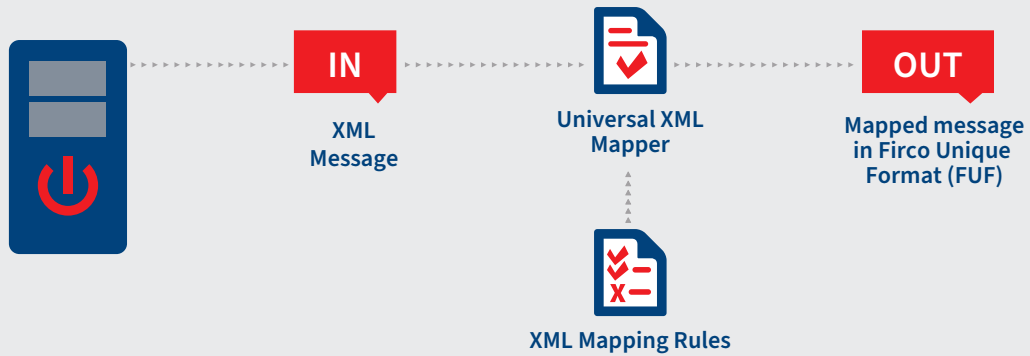 IN
OUT
XML
Message
Universal XML
Mapper
Mapped message
in Firco Unique
Format (FUF)
XML Mapping Rules